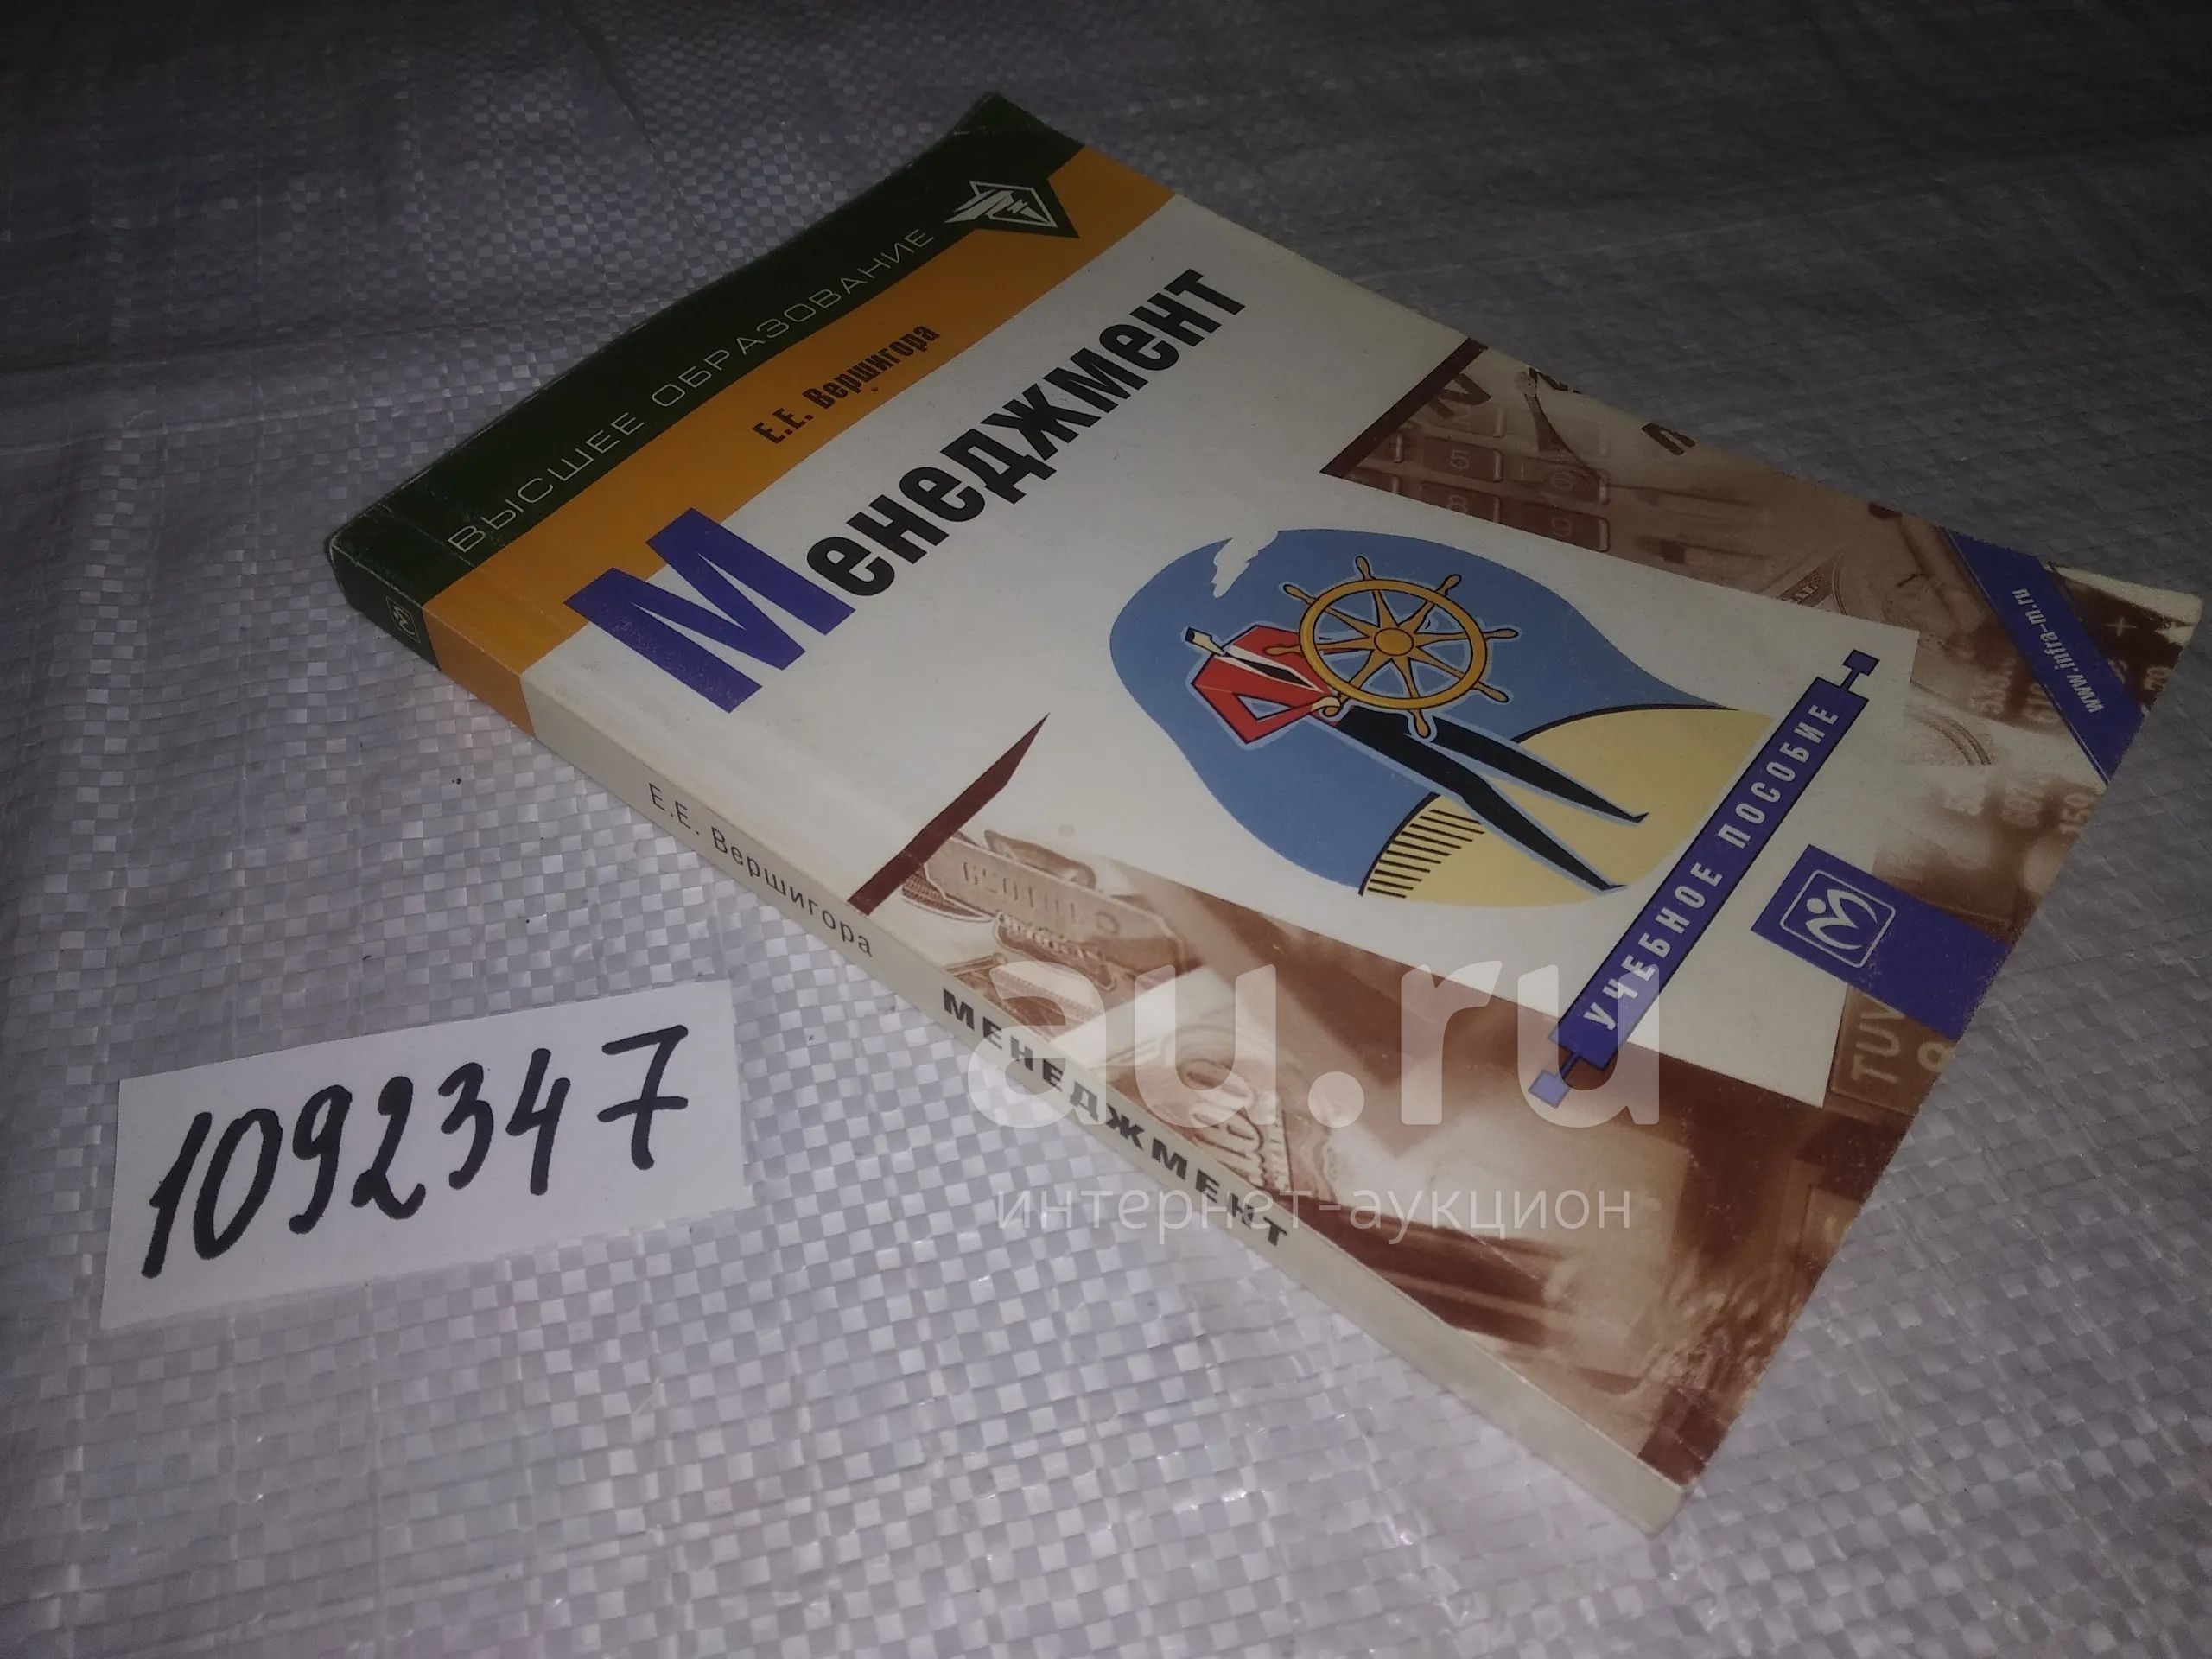 ВЫСШЕЕ ОБРАЗОВАНИЕ
Е.Е. Вершигора
Менеджмент
www.infra-m.ru
УЧЕБНОЕ ПОСОБИЕ
Е.Е. Вершигора МЕНЕДЖМЕНТ
1092347
au.ru
интернет-аукцион